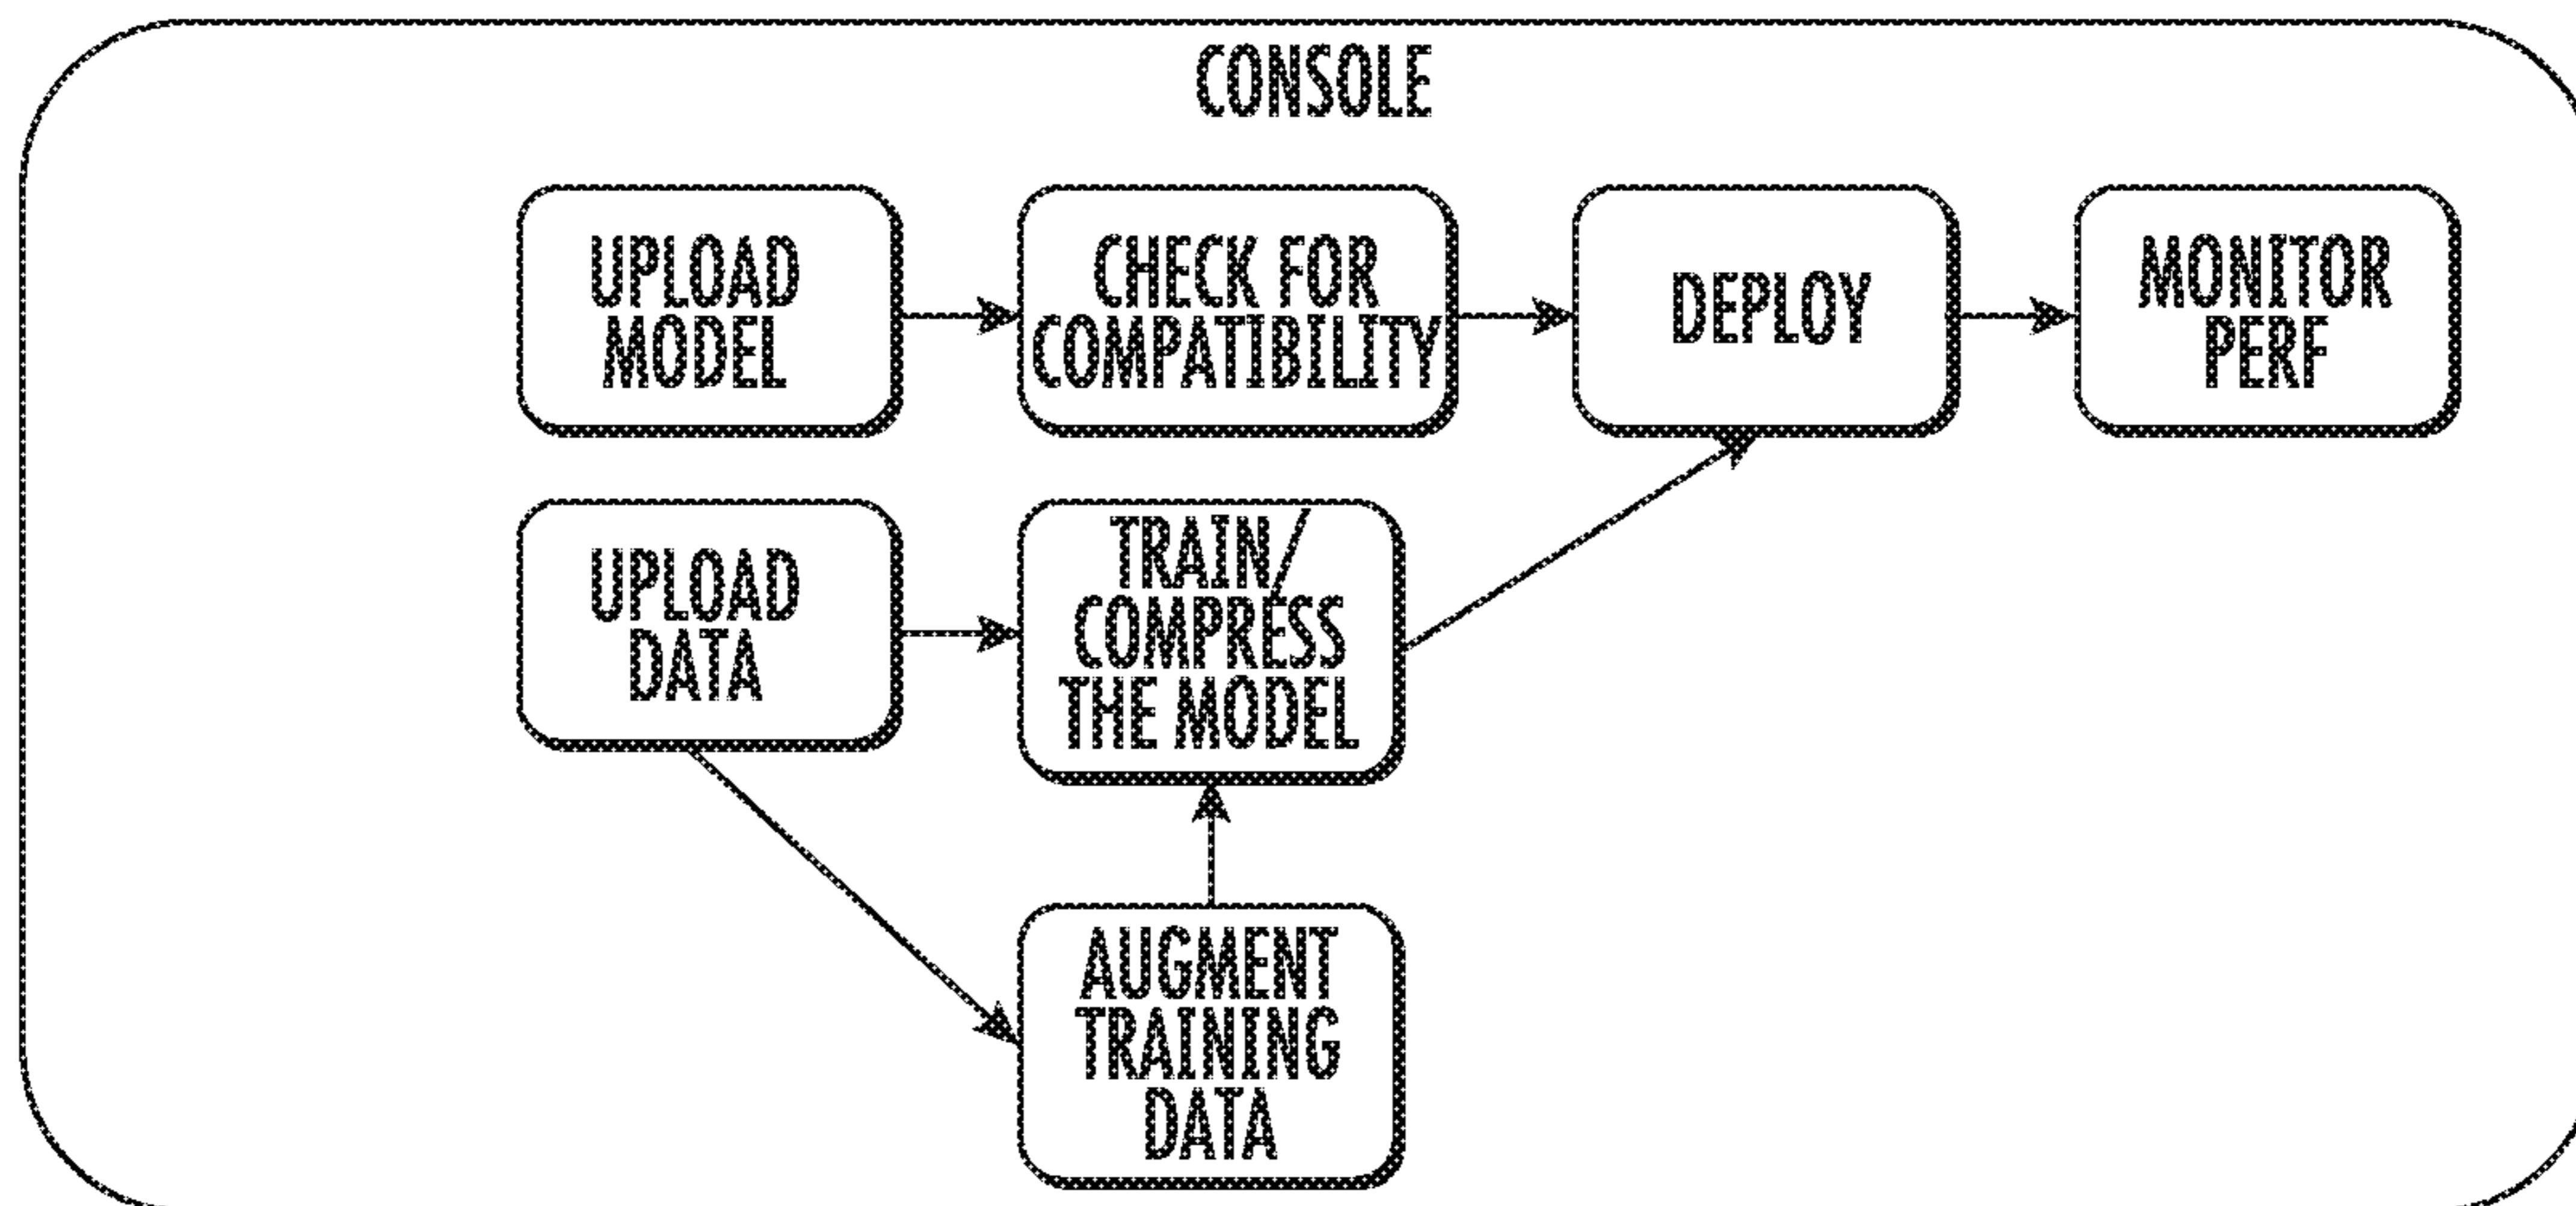 CONSOLE
UPLOAD
MODEL
CHECK FOR
COMPATIBILITY
DEPLOY
MONITOR
PERF
UPLOAD
DATA
TRAIN/
COMPRESS
THE MODEL
AUGMENT
TRAINING
DATA